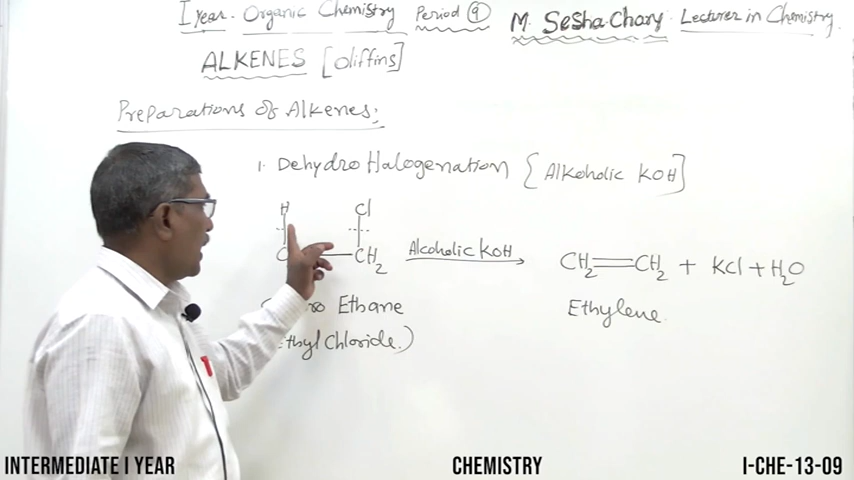 I year. Organic Chemistry Period 9 M. Sesha Chary Lecturer in Chemistry.
ALKENES [oliffins]
Preparations of Alkenes:
1. Dehydro Halogenation {Alkoholic KOH}
H Cl
C CH2 Alcoholic KOH CH2 CH2 + KCl + H2O
Ethane Ethylene
Chloride.)
INTERMEDIATE I YEAR CHEMISTRY I-CHE-13-09